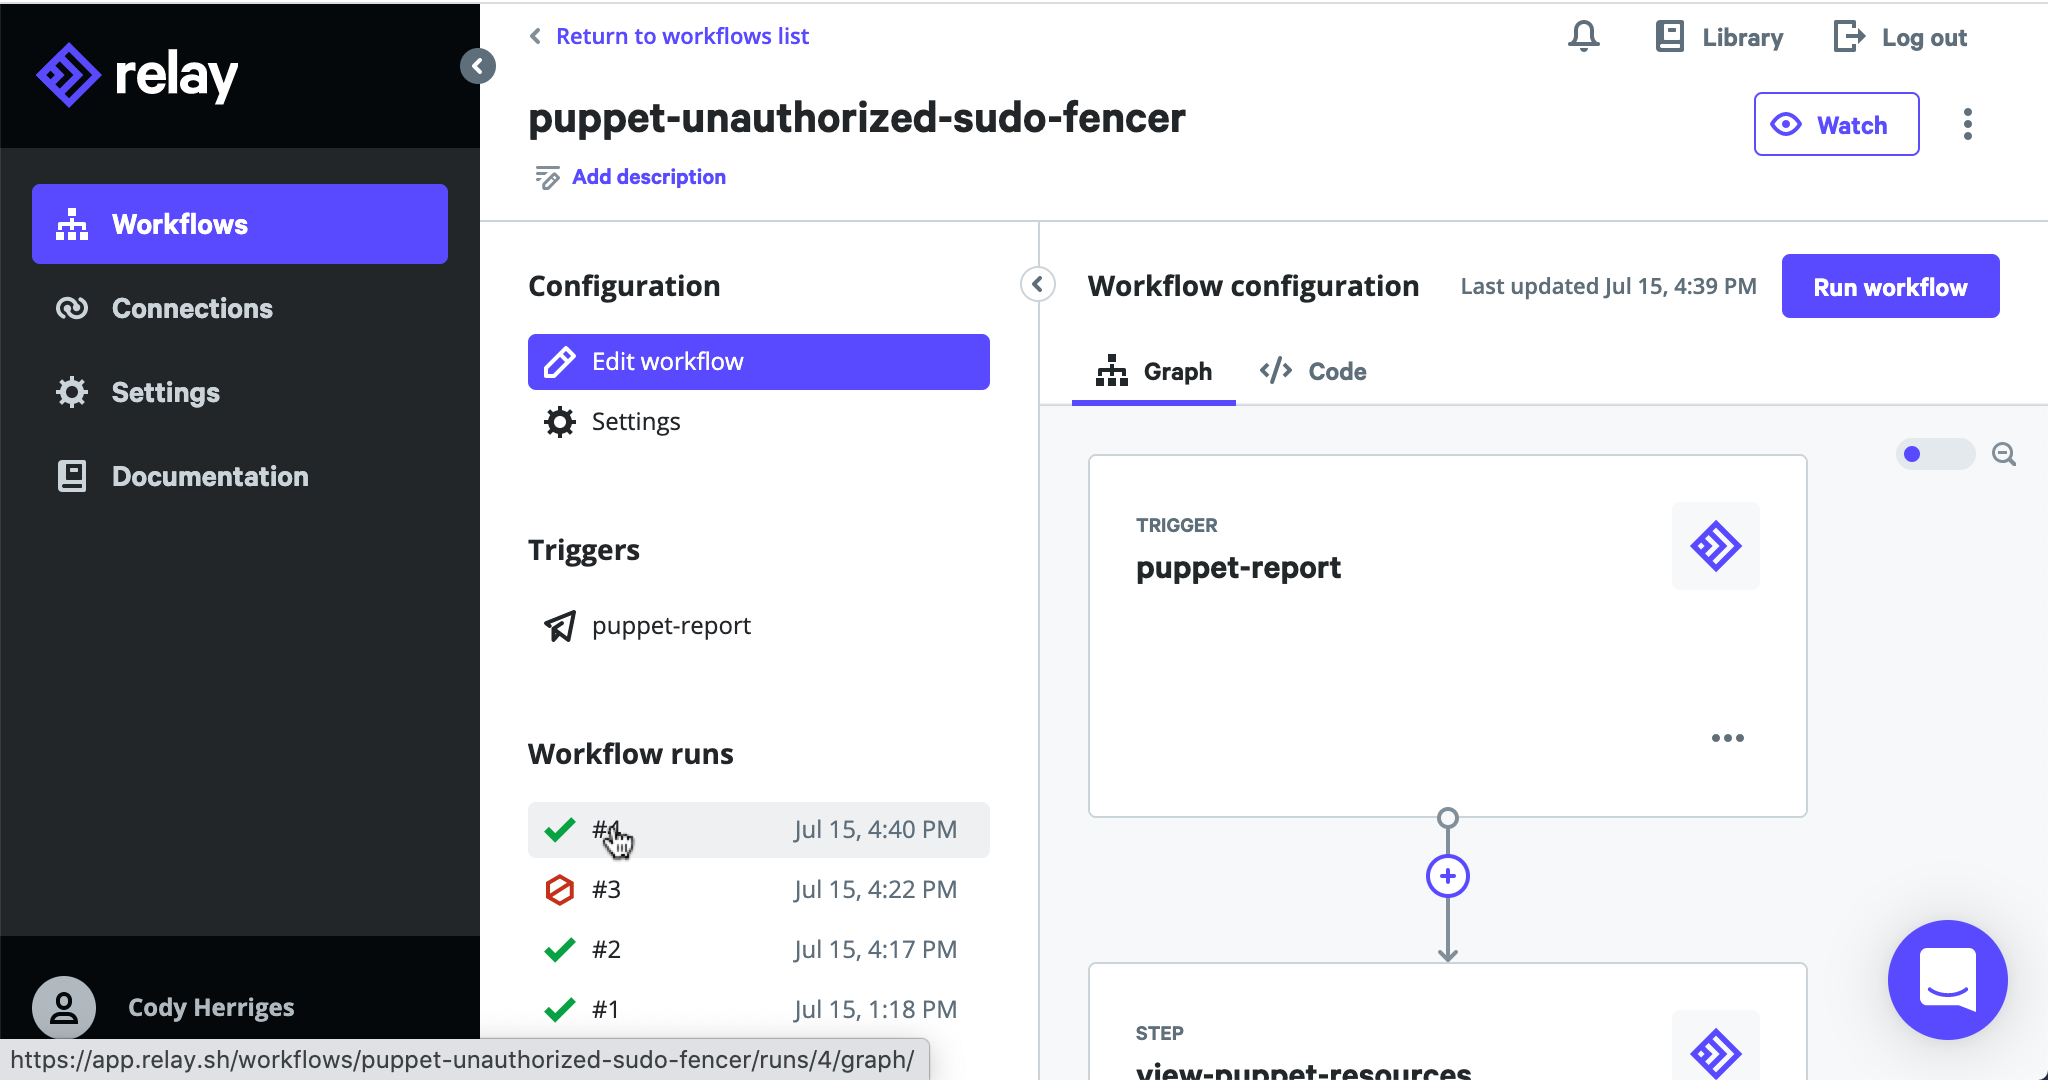 relay
Workflows
Connections
Settings
Documentation
Cody Herriges
Return to workflows list
Library
Log out
puppet-unauthorized-sudo-fencer
Watch
Add description
Configuration
Edit workflow
Settings
Triggers
puppet-report
Workflow runs
#4 Jul 15, 4:40 PM
#3 Jul 15, 4:22 PM
#2 Jul 15, 4:17 PM
#1 Jul 15, 1:18 PM
Workflow configuration
Last updated Jul 15, 4:39 PM
Run workflow
Graph
Code
TRIGGER
puppet-report
STEP
view-puppet-resources
https://app.relay.sh/workflows/puppet-unauthorized-sudo-fencer/runs/4/graph/